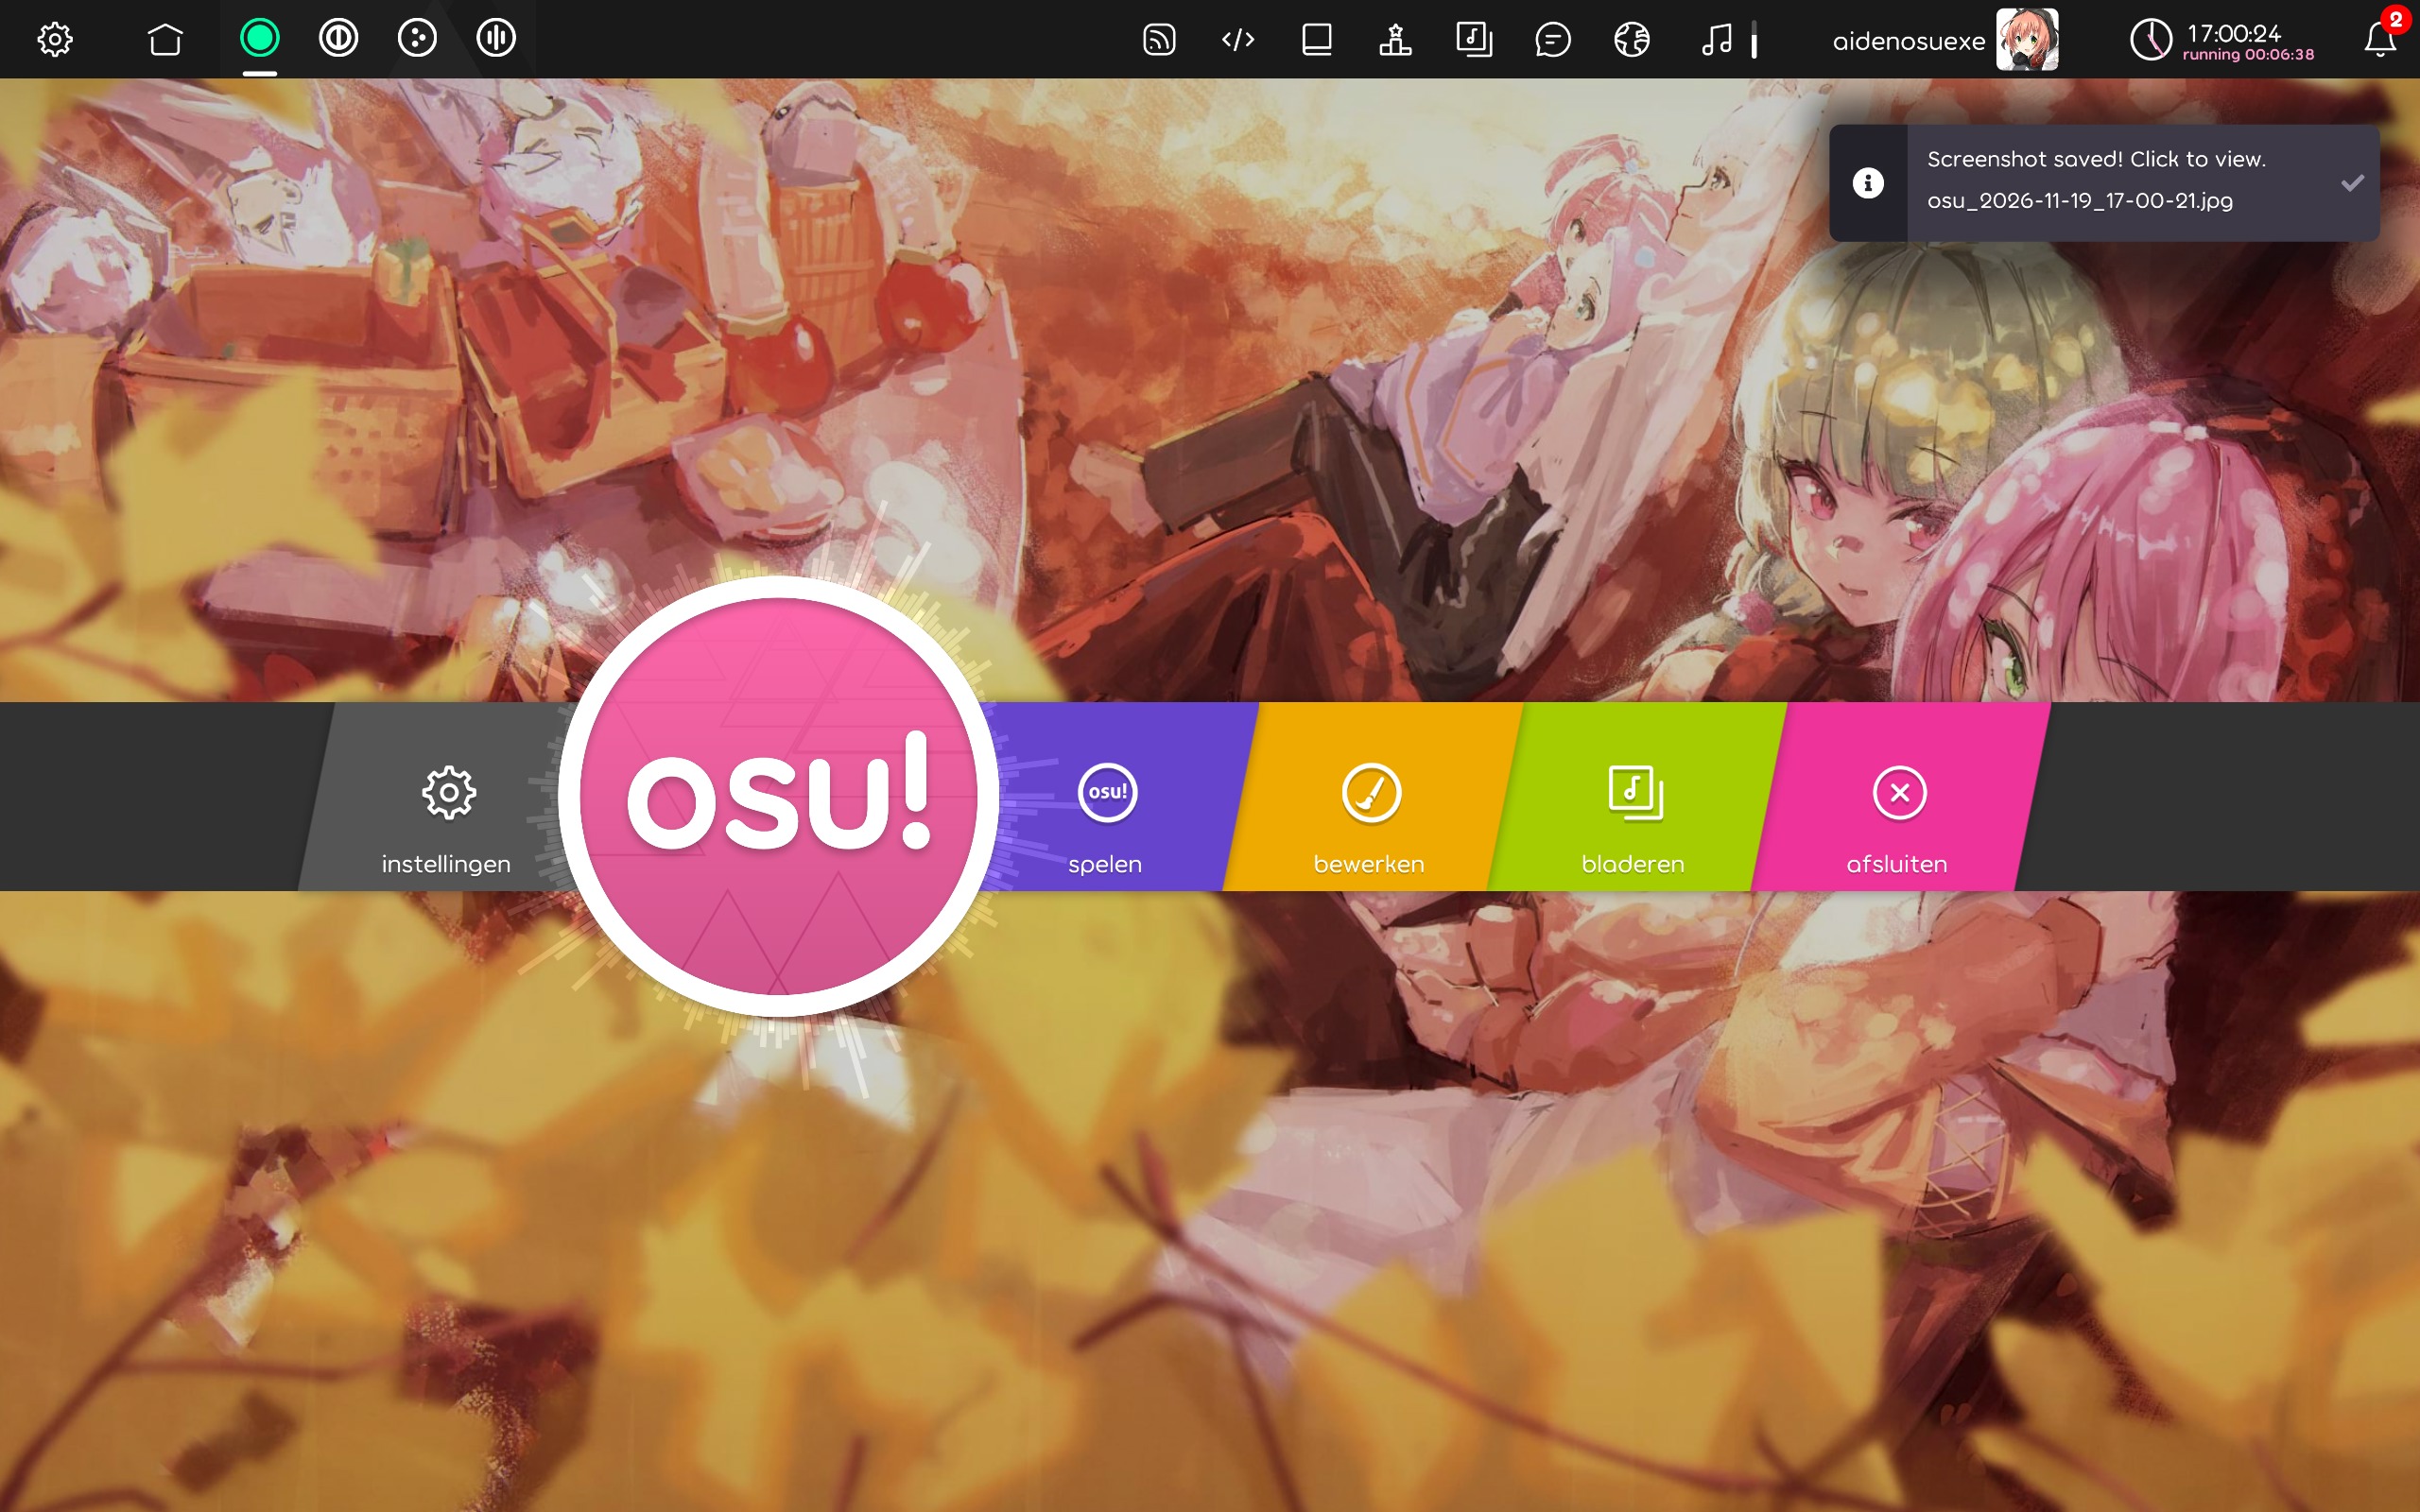 aidenosuexe
17:00:24
running 00:06:38
2
Screenshot saved! Click to view.
osu_2026-11-19_17-00-21.jpg
osu!
instellingen
osu!
spelen
bewerken
bladeren
afsluiten